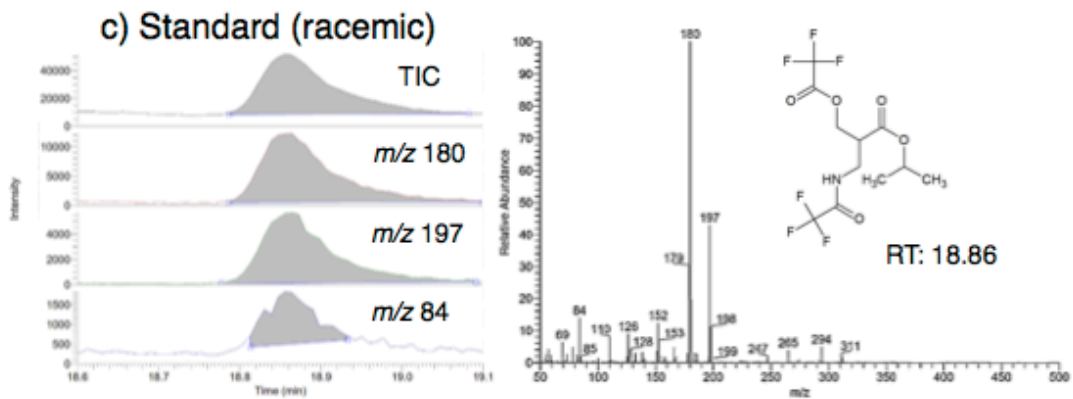 c) Standard (racemic)
TIC
40000
20000
0
m/z 180
10000
5000
0
m/z 197
4000
2000
0
m/z 84
1500
1000
500
0
Intensity
18.6 18.7 18.8 18.9 19.0 19.1
Time (min)
Relative Abundance
100
90
80
70
60
50
40
30
20
10
0
180
197
179
84
69
85
110
126
128
152
153
198
199
247
265
294
311
50 100 150 200 250 300 350 400 450 500
m/z
F
F
F
O
O
O
O
HN
H₃C
CH₃
F
F
F
O
RT: 18.86